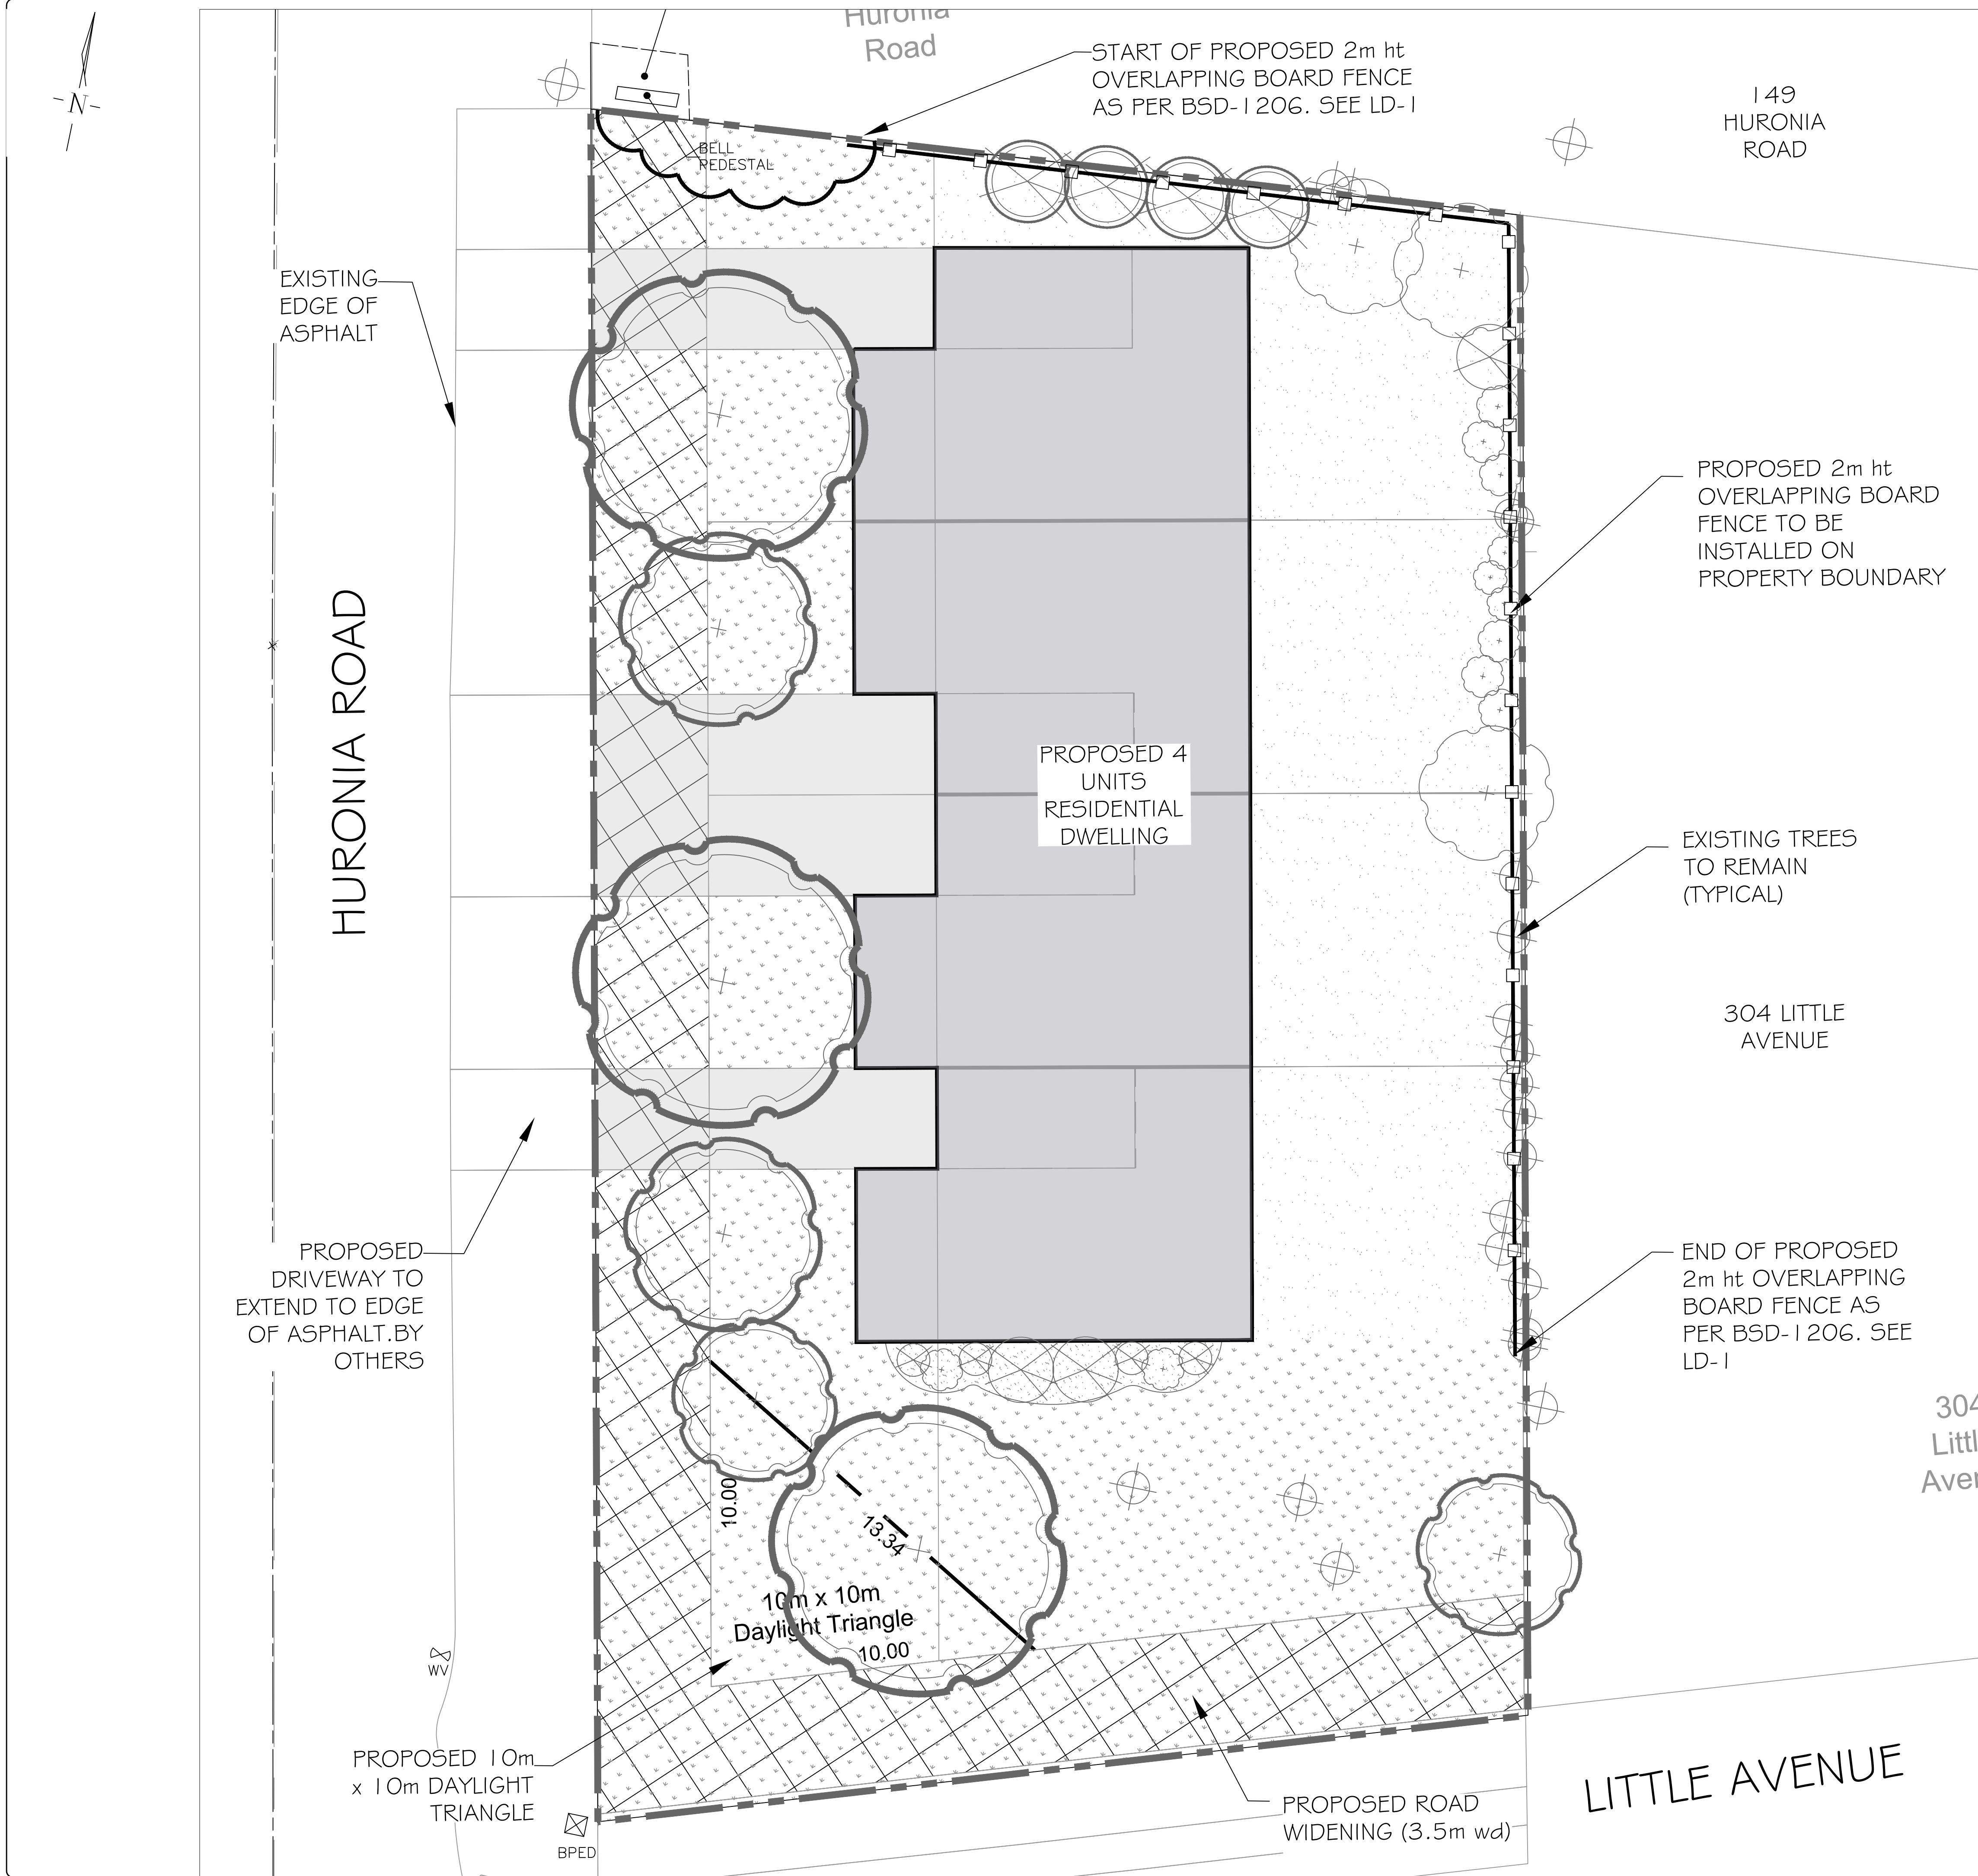 Huronia
Road
START OF PROPOSED 2m ht
OVERLAPPING BOARD FENCE
AS PER BSD-1206. SEE LD-1
149
HURONIA
ROAD
N
BELL
PEDESTAL
EXISTING
EDGE OF
ASPHALT
PROPOSED 2m ht
OVERLAPPING BOARD
FENCE TO BE
INSTALLED ON
PROPERTY BOUNDARY
HURONIA ROAD
PROPOSED 4
UNITS
RESIDENTIAL
DWELLING
EXISTING TREES
TO REMAIN
(TYPICAL)
304 LITTLE
AVENUE
PROPOSED
DRIVEWAY TO
EXTEND TO EDGE
OF ASPHALT.BY
OTHERS
END OF PROPOSED
2m ht OVERLAPPING
BOARD FENCE AS
PER BSD-1206. SEE
LD-1
304
Littl
Aver
10.00
13.34
10m x 10m
Daylight Triangle
10.00
WV
PROPOSED 10m
x 10m DAYLIGHT
TRIANGLE
BPED
PROPOSED ROAD
WIDENING (3.5m wd)
LITTLE AVENUE